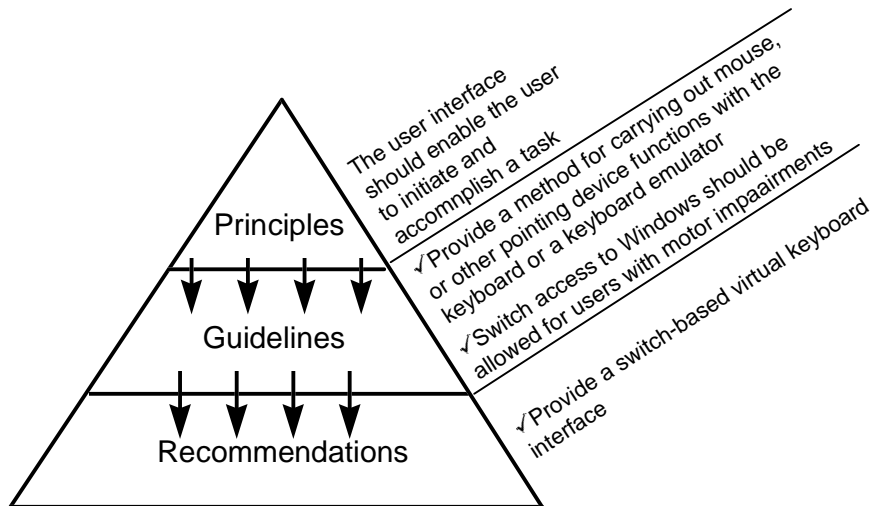 The user interface
should enable the user
to initiate and
accomnplish a task
✓Provide a method for carrying out mouse,
or other pointing device functions with the
keyboard or a keyboard emulator
✓Switch access to Windows should be
allowed for users with motor impaairments
✓Provide a switch-based virtual keyboard
interface
Principles
Guidelines
Recommendations